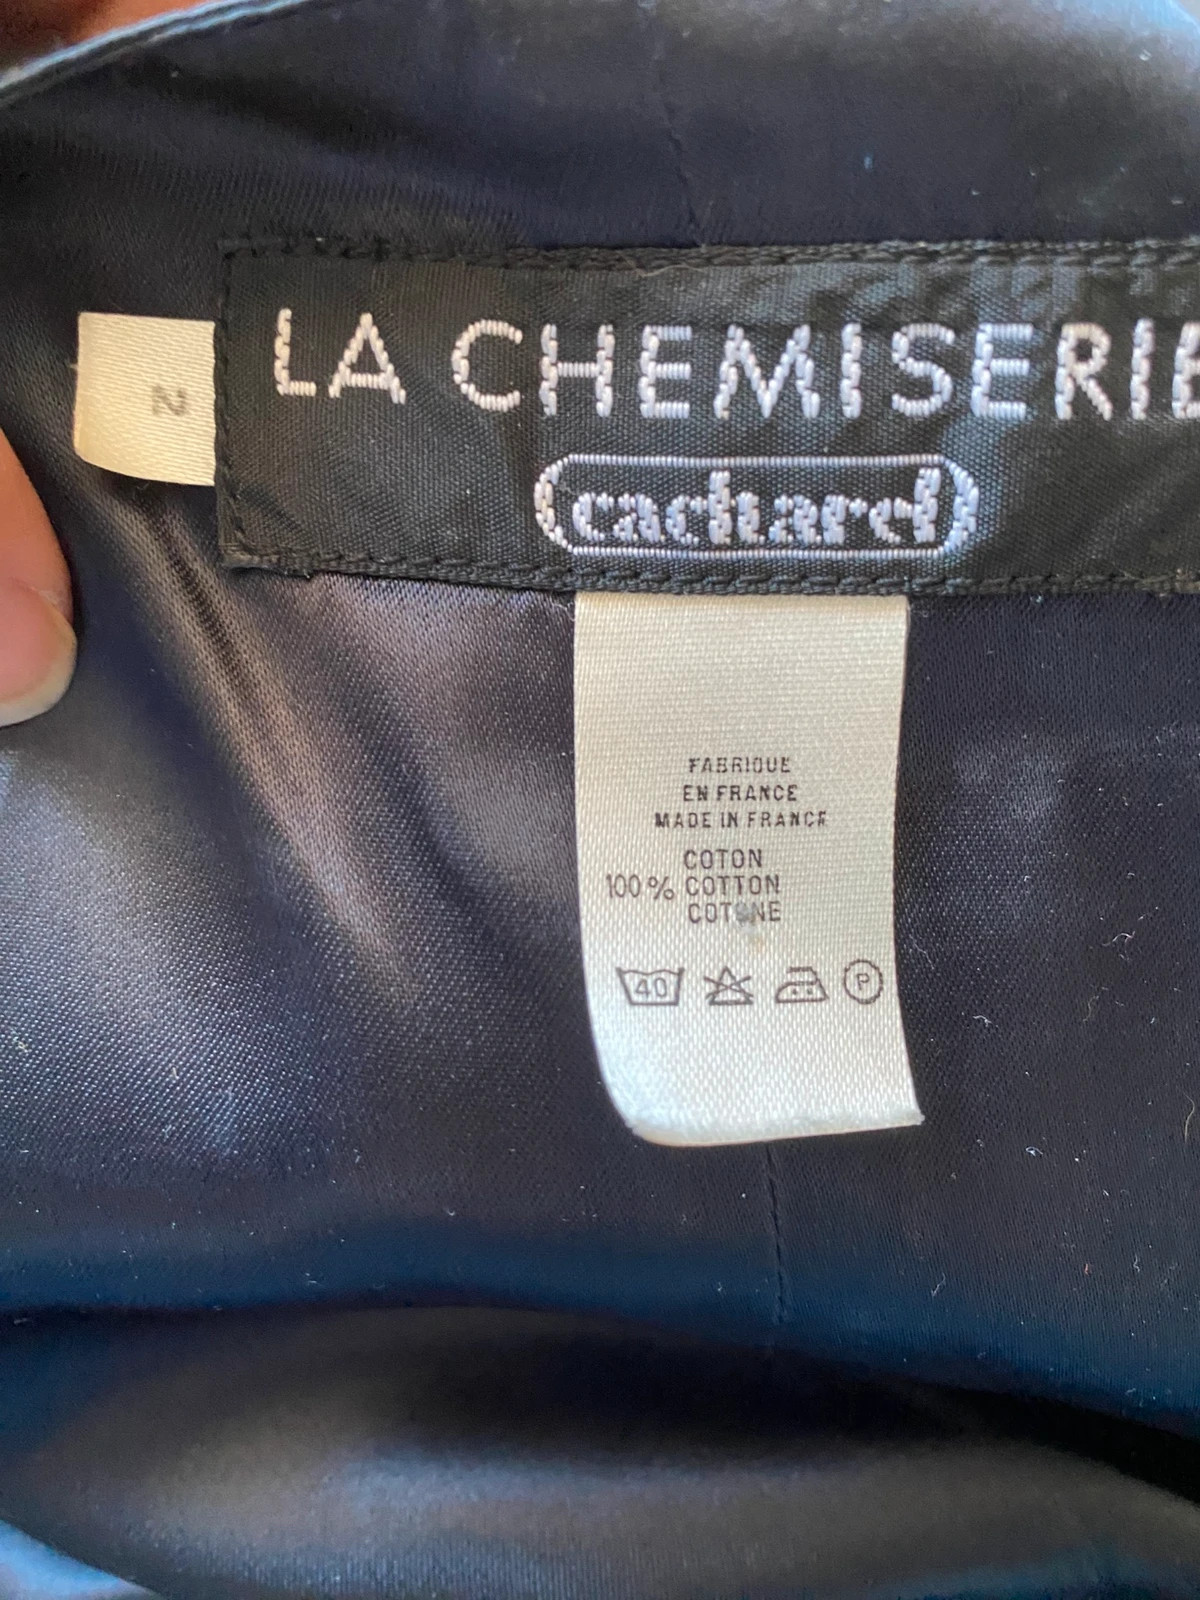 LA CHEMISERIE
cacharel
2
FABRIQUE
EN FRANCE
MADE IN FRANCE
COTON
100% COTTON
COTONE
40
P